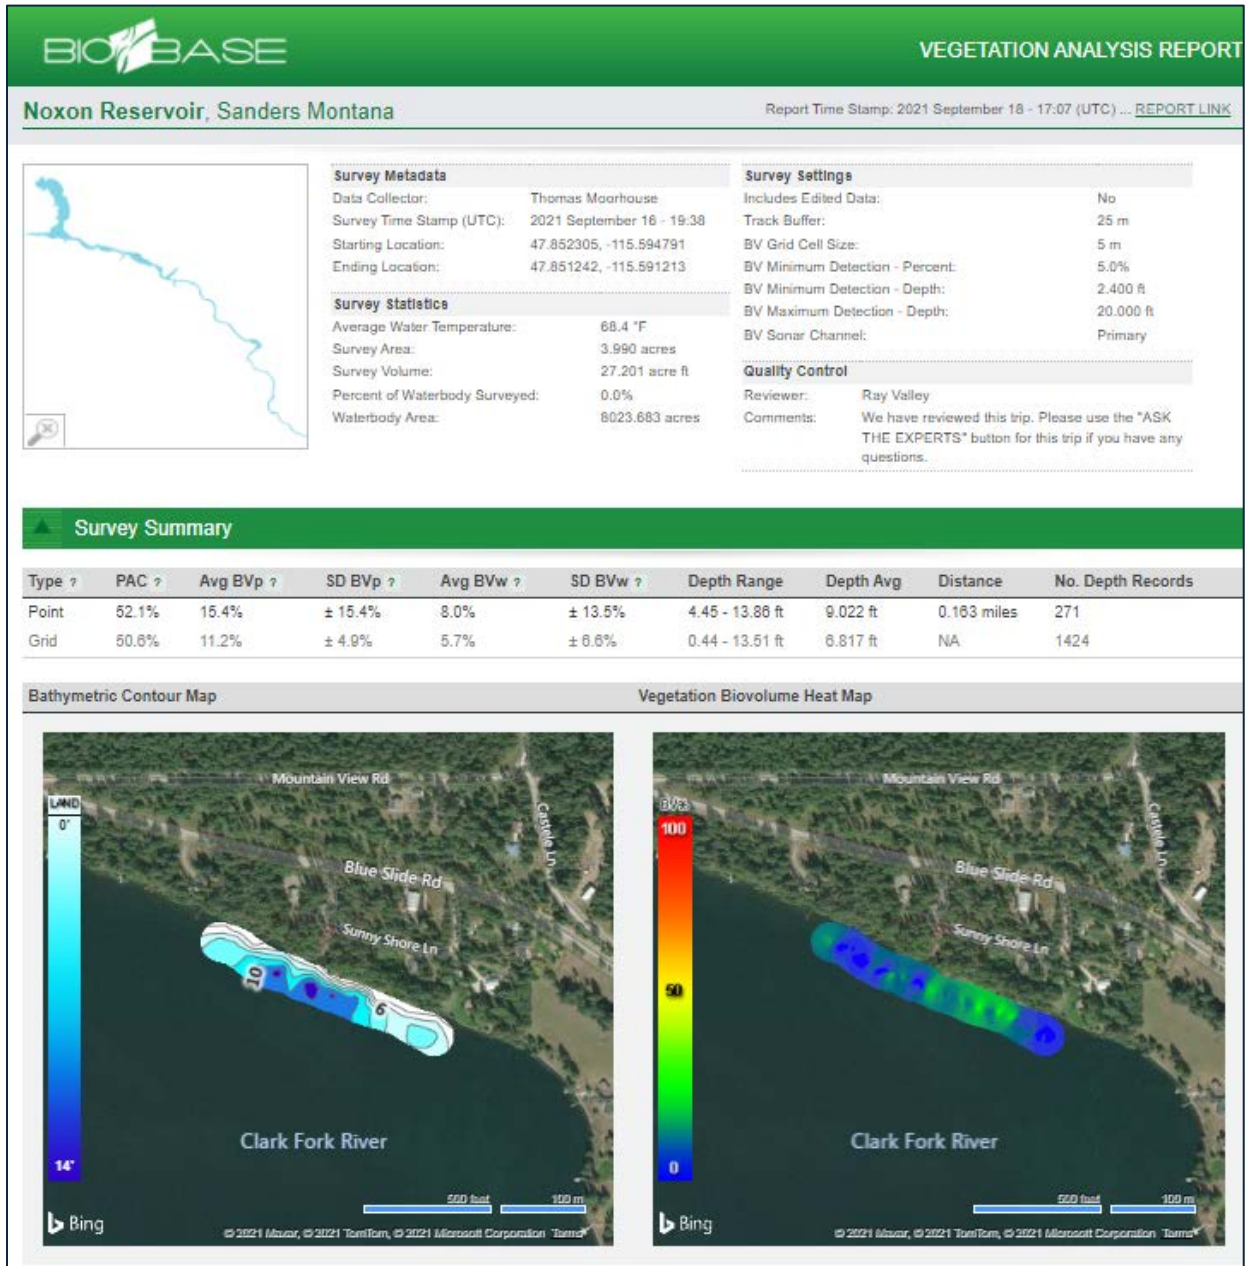 BIOBASE
VEGETATION ANALYSIS REPORT
Noxon Reservoir, Sanders Montana
Report Time Stamp: 2021 September 18 - 17:07 (UTC) ... REPORT LINK
Survey Metadata
Data Collector: Thomas Moorhouse
Survey Time Stamp (UTC): 2021 September 16 - 19:38
Starting Location: 47.852305, -115.594791
Ending Location: 47.851242, -115.591213
Survey Statistics
Average Water Temperature: 68.4 °F
Survey Area: 3.990 acres
Survey Volume: 27.201 acre ft
Percent of Waterbody Surveyed: 0.0%
Waterbody Area: 8023.683 acres
Survey Settings
Includes Edited Data: No
Track Buffer: 25 m
BV Grid Cell Size: 5 m
BV Minimum Detection - Percent: 5.0%
BV Minimum Detection - Depth: 2.400 ft
BV Maximum Detection - Depth: 20.000 ft
BV Sonar Channel: Primary
Quality Control
Reviewer: Ray Valley
Comments: We have reviewed this trip. Please use the "ASK
THE EXPERTS" button for this trip if you have any
questions.
Survey Summary
Type ? PAC ? Avg BVp ? SD BVp ? Avg BVw ? SD BVw ? Depth Range Depth Avg Distance No. Depth Records
Point 52.1% 15.4% ± 15.4% 8.0% ± 13.5% 4.45 - 13.86 ft 9.022 ft 0.163 miles 271
Grid 50.6% 11.2% ± 4.9% 5.7% ± 6.6% 0.44 - 13.51 ft 6.817 ft NA 1424
Bathymetric Contour Map
Mountain View Rd
LAND
0'
Castele Ln
Blue Slide Rd
Sunny Shore Ln
10
6
Clark Fork River
14'
500 feet 100 m
Bing
© 2021 Maxar, © 2021 TomTom, © 2021 Microsoft Corporation Terms
Vegetation Biovolume Heat Map
Mountain View Rd
BV%
100
Castele Ln
Blue Slide Rd
Sunny Shore Ln
50
Clark Fork River
0
500 feet 100 m
Bing
© 2021 Maxar, © 2021 TomTom, © 2021 Microsoft Corporation Terms